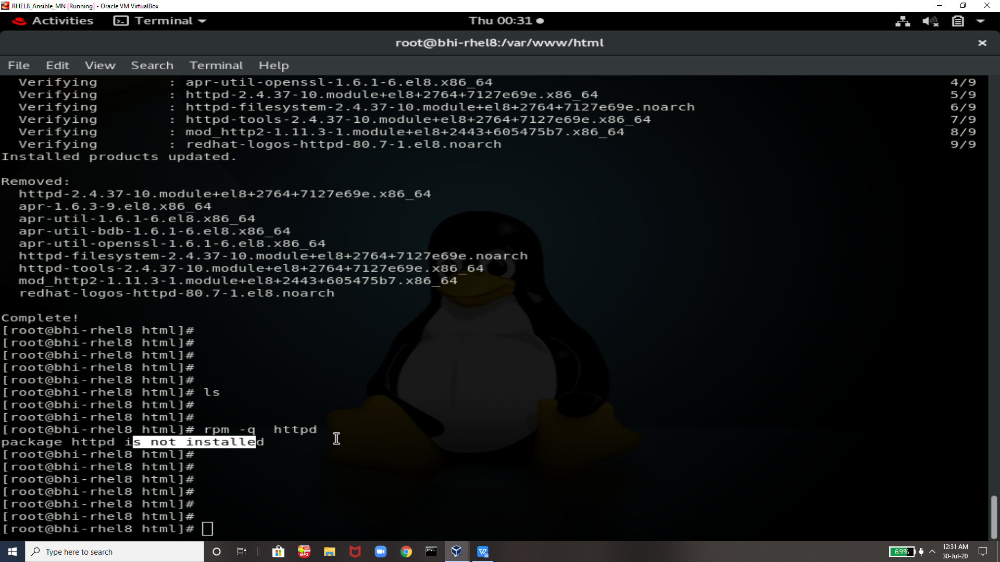 RHEL8_Ansible_MN [Running] - Oracle VM VirtualBox
Activities Terminal Thu 00:31
root@bhi-rhel8:/var/www/html
File Edit View Search Terminal Help
Verifying : apr-util-openssl-1.6.1-6.el8.x86_64 4/9
Verifying : httpd-2.4.37-10.module+el8+2764+7127e69e.x86_64 5/9
Verifying : httpd-filesystem-2.4.37-10.module+el8+2764+7127e69e.noarch 6/9
Verifying : httpd-tools-2.4.37-10.module+el8+2764+7127e69e.x86_64 7/9
Verifying : mod_http2-1.11.3-1.module+el8+2443+605475b7.x86_64 8/9
Verifying : redhat-logos-httpd-80.7-1.el8.noarch 9/9
Installed products updated.
Removed:
httpd-2.4.37-10.module+el8+2764+7127e69e.x86_64
apr-1.6.3-9.el8.x86_64
apr-util-1.6.1-6.el8.x86_64
apr-util-bdb-1.6.1-6.el8.x86_64
apr-util-openssl-1.6.1-6.el8.x86_64
httpd-filesystem-2.4.37-10.module+el8+2764+7127e69e.noarch
httpd-tools-2.4.37-10.module+el8+2764+7127e69e.x86_64
mod_http2-1.11.3-1.module+el8+2443+605475b7.x86_64
redhat-logos-httpd-80.7-1.el8.noarch
Complete!
[root@bhi-rhel8 html]#
[root@bhi-rhel8 html]#
[root@bhi-rhel8 html]#
[root@bhi-rhel8 html]#
[root@bhi-rhel8 html]#
[root@bhi-rhel8 html]# ls
[root@bhi-rhel8 html]#
[root@bhi-rhel8 html]#
[root@bhi-rhel8 html]# rpm -q  httpd
package httpd is not installed
[root@bhi-rhel8 html]#
[root@bhi-rhel8 html]#
[root@bhi-rhel8 html]#
[root@bhi-rhel8 html]#
[root@bhi-rhel8 html]#
[root@bhi-rhel8 html]#
[root@bhi-rhel8 html]#
Type here to search
MP3
69%
12:31 AM
30-Jul-20